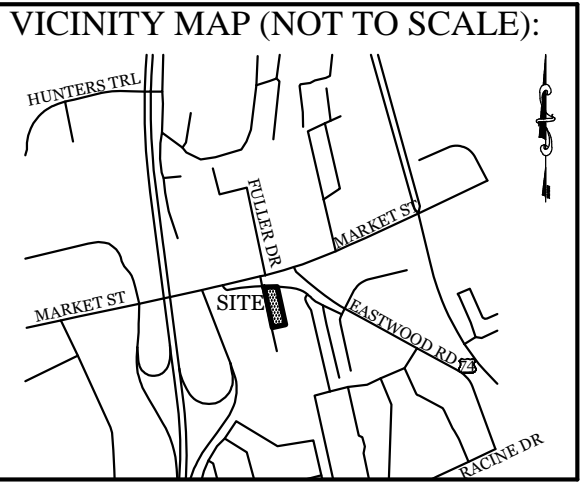 VICINITY MAP (NOT TO SCALE):
HUNTERS TRL
FULLER DR
MARKET ST
MARKET ST
SITE
EASTWOOD RD
74
RACINE DR